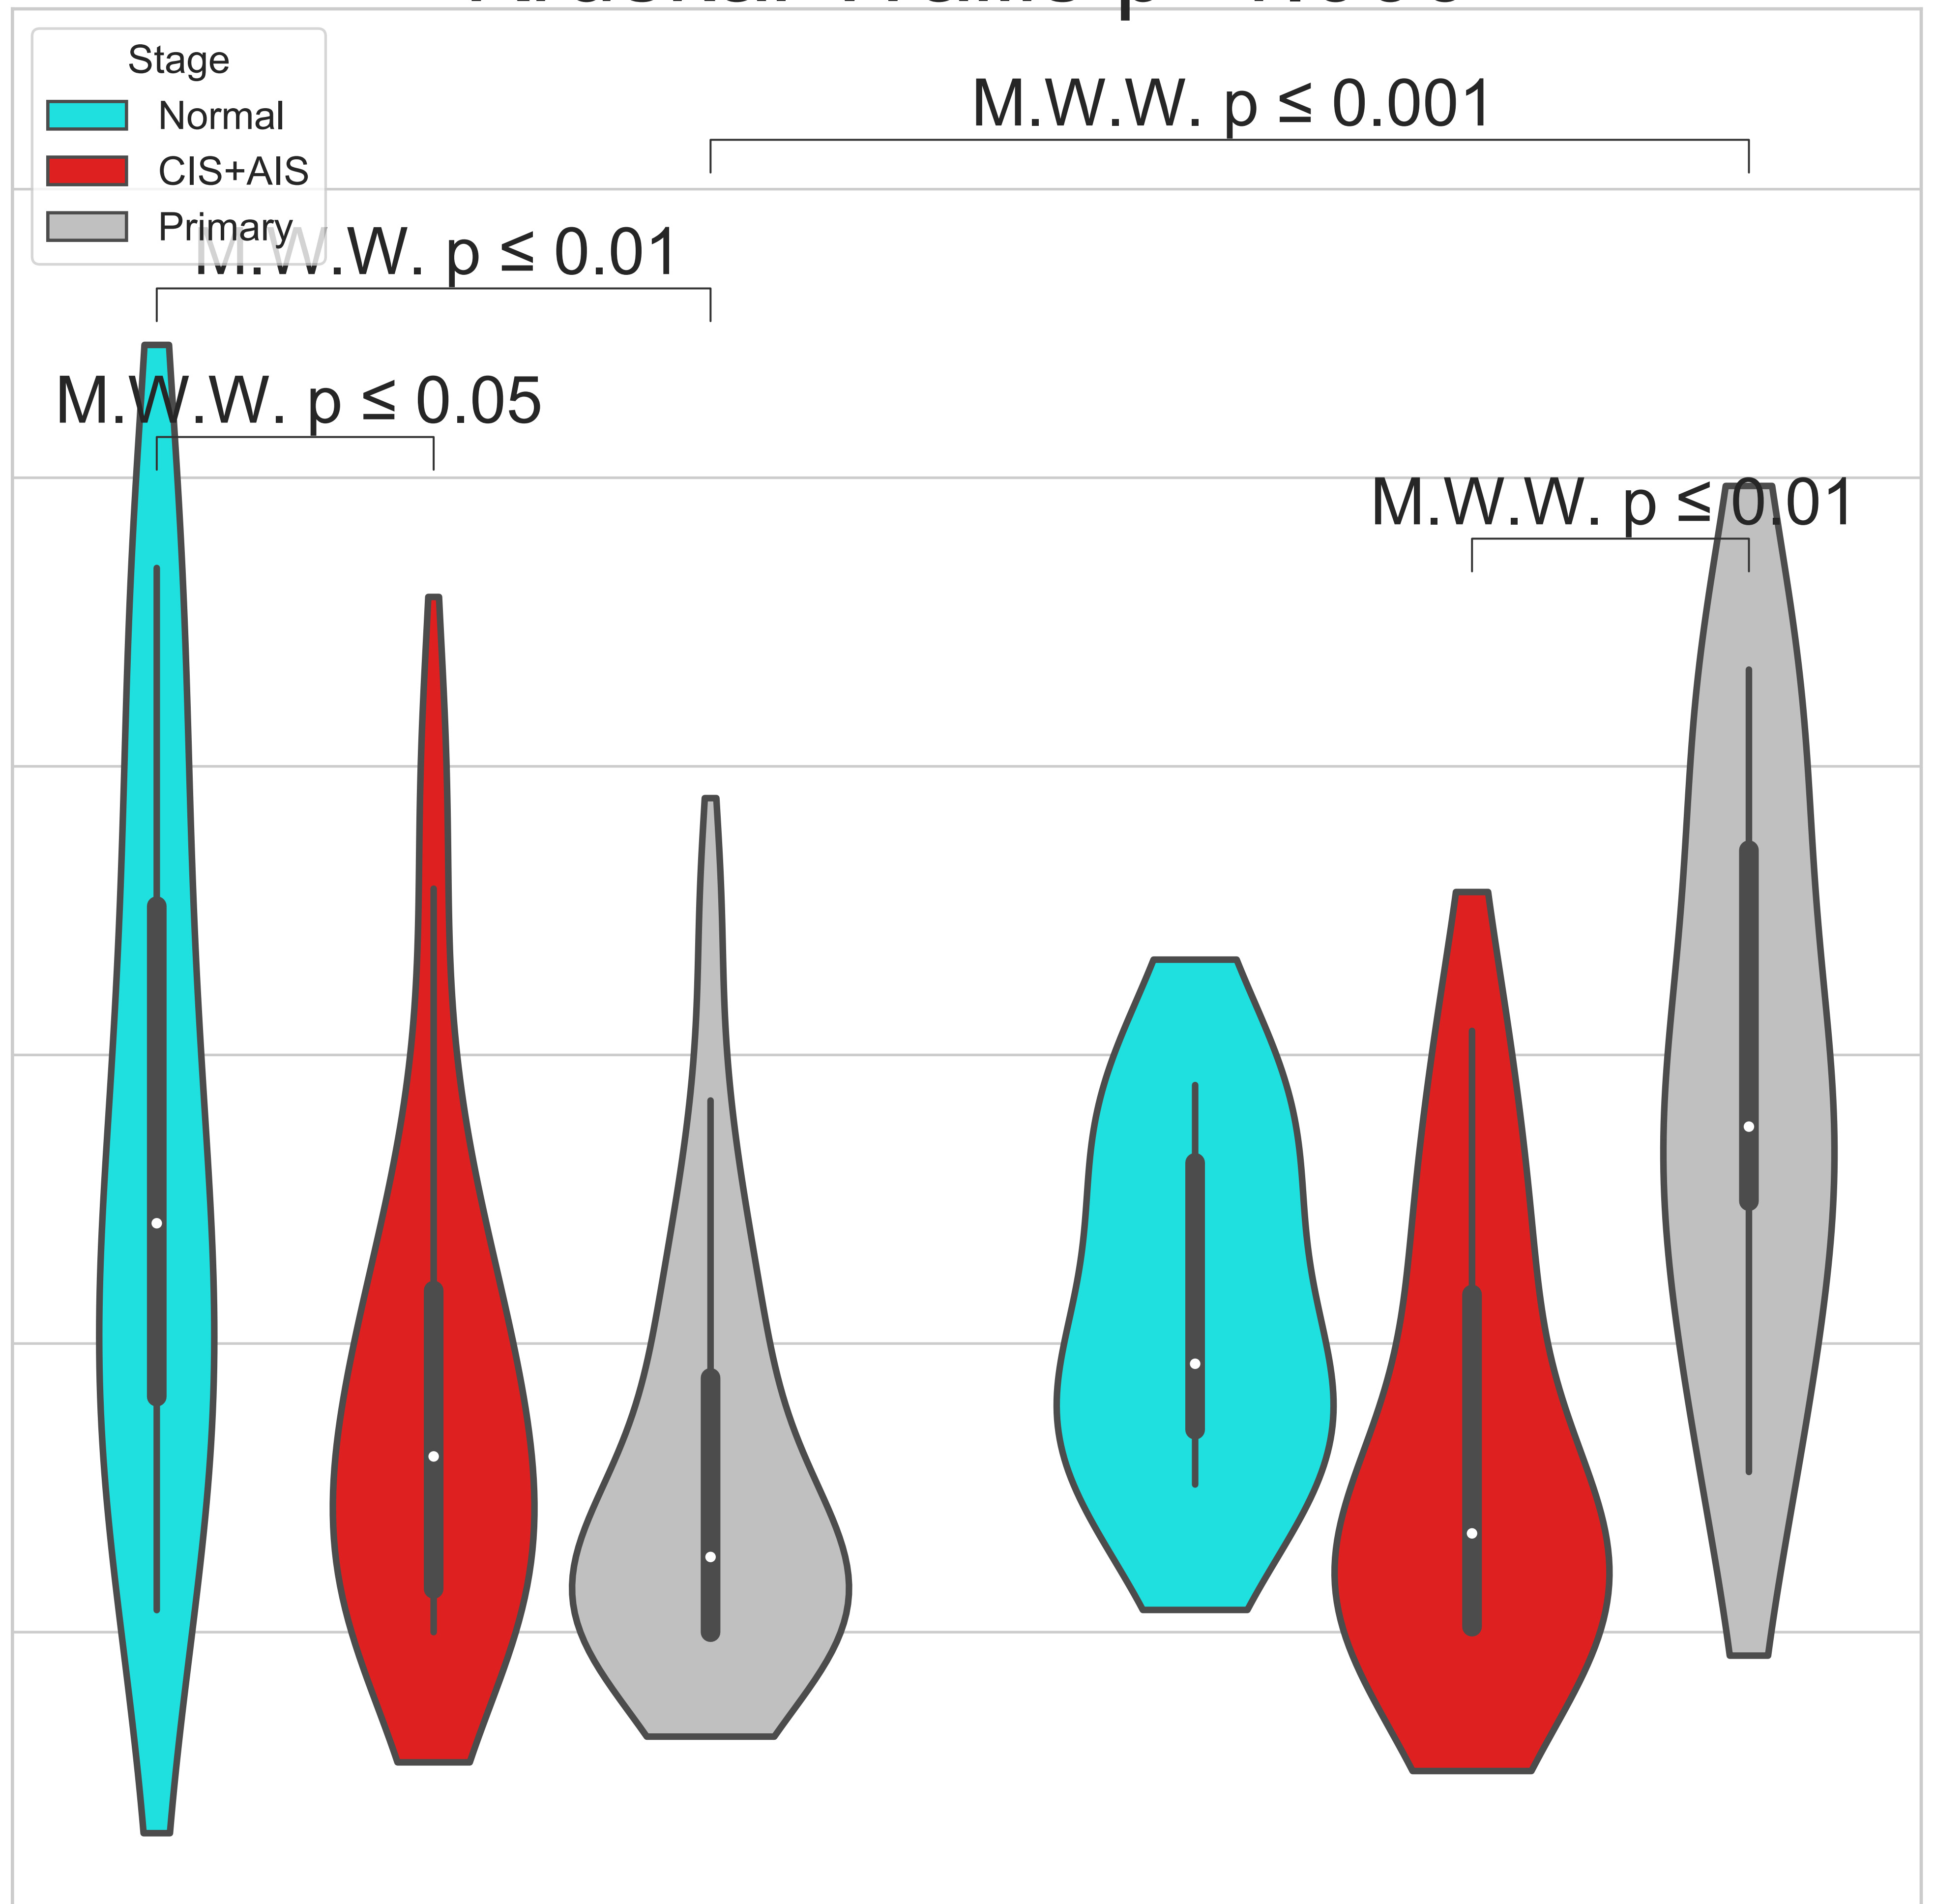 Stage
Normal
CIS+AIS
Primary
M.W.W. p ≤ 0.001
M.W.W. p ≤ 0.01
M.W.W. p ≤ 0.05
M.W.W. p ≤ 0.01